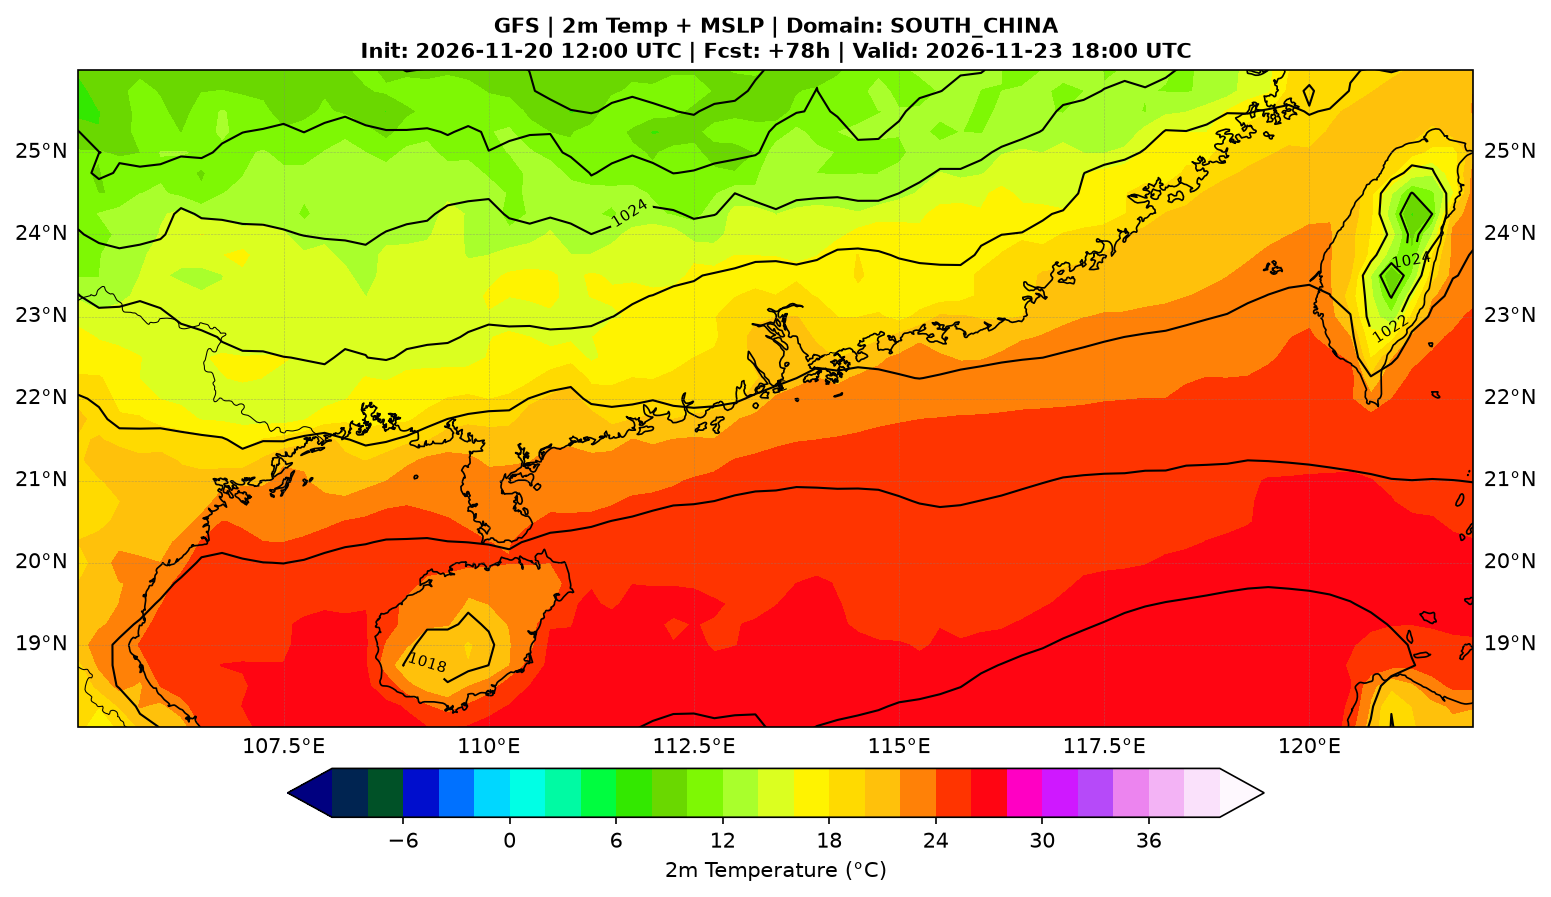 GFS | 2m Temp + MSLP | Domain: SOUTH_CHINA
Init: 2026-11-20 12:00 UTC | Fcst: +78h | Valid: 2026-11-23 18:00 UTC
25°N
25°N
24°N
24°N
23°N
23°N
22°N
22°N
21°N
21°N
20°N
20°N
19°N
19°N
1024
1024
1022
1018
107.5°E
110°E
112.5°E
115°E
117.5°E
120°E
−6
0
6
12
18
24
30
36
2m Temperature (°C)